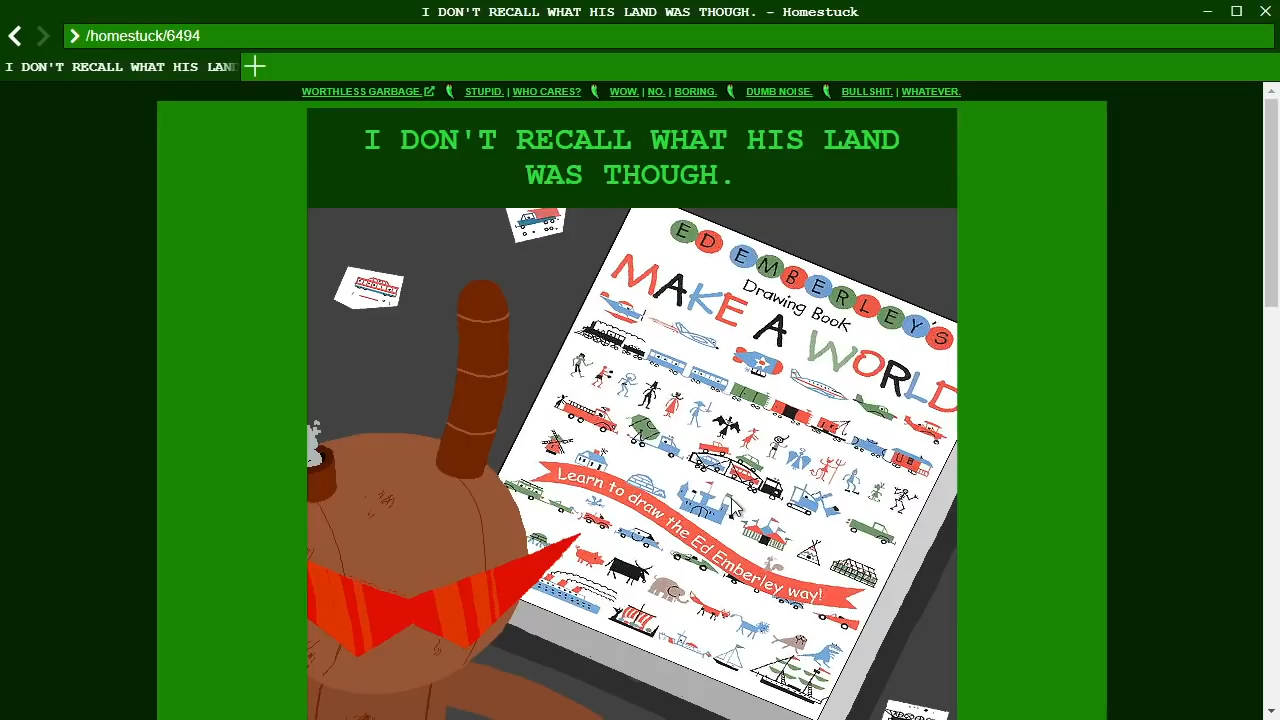 I DON'T RECALL WHAT HIS LAND WAS THOUGH. - Homestuck
/homestuck/6494
I DON'T RECALL WHAT HIS LAND
WORTHLESS GARBAGE. STUPID. | WHO CARES? WOW. | NO. | BORING. DUMB NOISE. BULLSHIT. | WHATEVER.
I DON'T RECALL WHAT HIS LAND
WAS THOUGH.
ED EMBERLEY'S
Drawing Book
MAKE A WORLD
Learn to draw the Ed Emberley way!